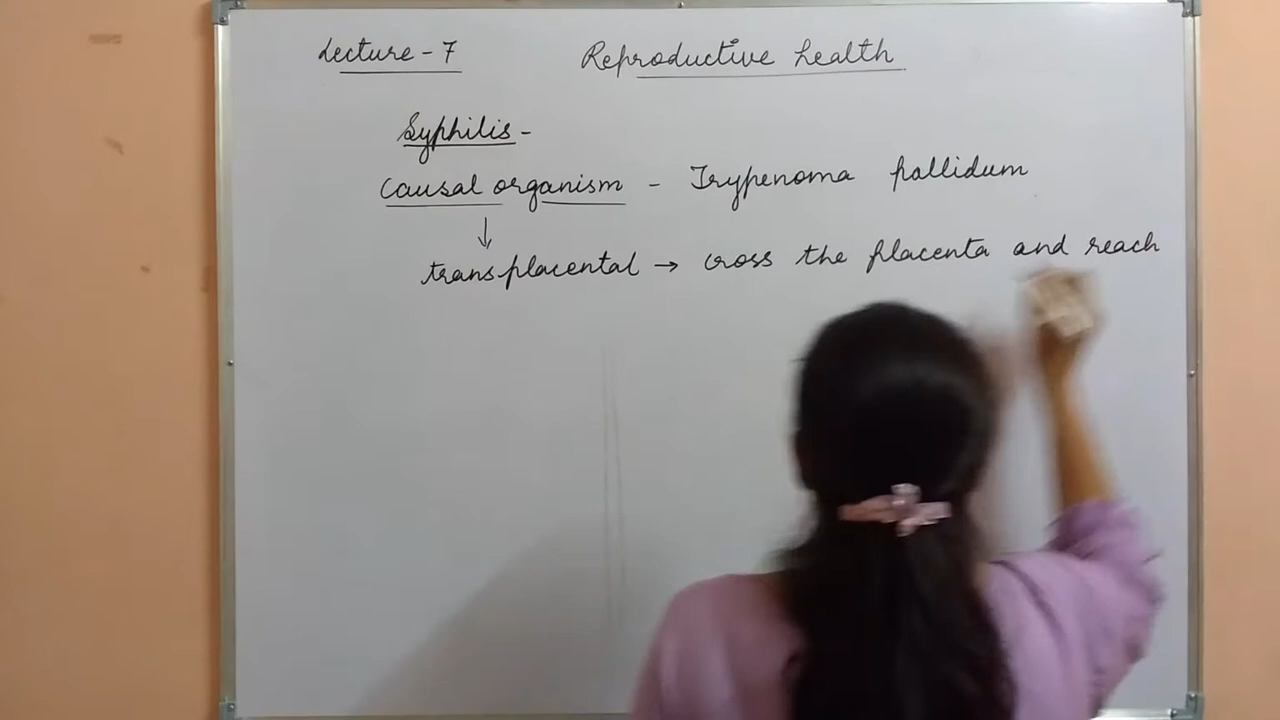 Lecture - 7 Reproductive health
Syphilis -
Causal organism - Trypenoma pallidum
↓
transplacental → cross the placenta and reach